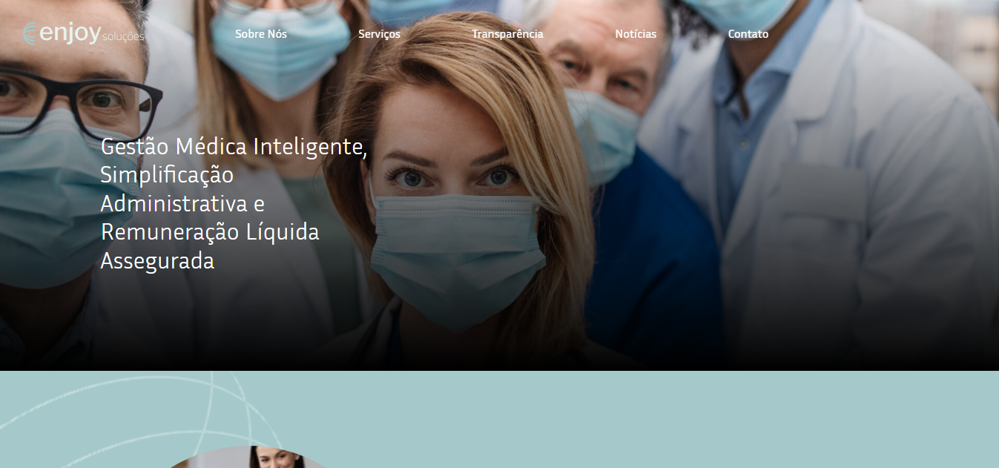 enjoy soluções
Sobre Nós
Serviços
Transparência
Notícias
Contato
Gestão Médica Inteligente,
Simplificação
Administrativa e
Remuneração Líquida
Assegurada